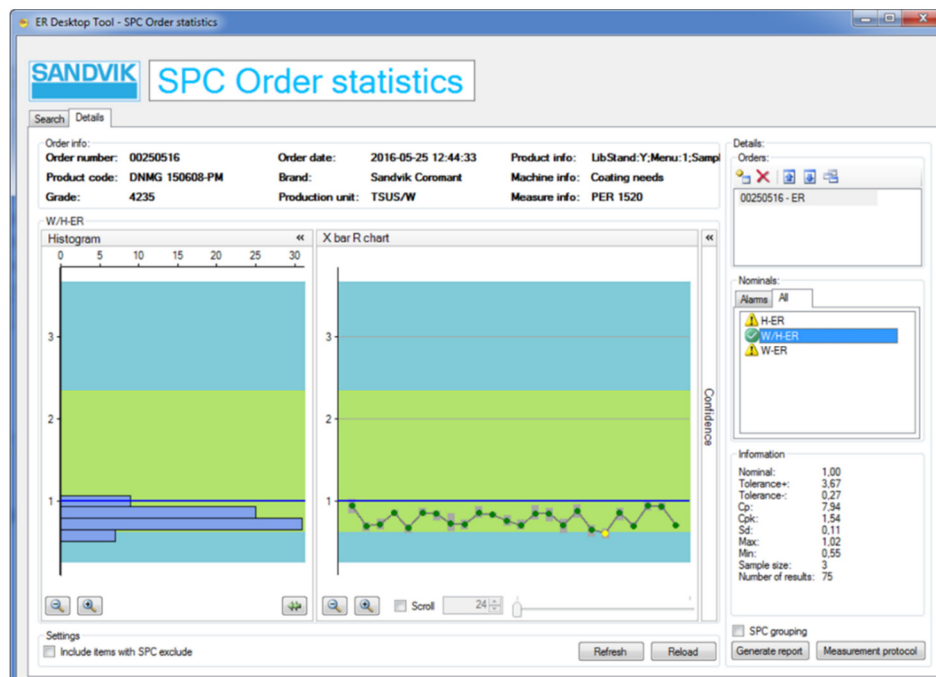 ER Desktop Tool - SPC Order statistics
SANDVIK
SPC Order statistics
Search Details
Order info:
Order number: 00250516 Order date: 2016-05-25 12:44:33 Product info: LibStand:Y;Menu:1;Sampl
Product code: DNMG 150608-PM Brand: Sandvik Coromant Machine info: Coating needs
Grade: 4235 Production unit: TSUS/W Measure info: PER 1520
W/H-ER
Histogram «
0 5 10 15 20 25 30
3
2
1
X bar R chart «
3
2
1
Confidence
Scroll 24
Settings
Include items with SPC exclude
Refresh Reload
Details:
Orders:
00250516 - ER
Nominals:
Alarms All
H-ER
W/H-ER
W-ER
Information
Nominal: 1,00
Tolerance+: 3,67
Tolerance-: 0,27
Cp: 7,94
Cpk: 1,54
Sd: 0,11
Max: 1,02
Min: 0,55
Sample size: 3
Number of results: 75
SPC grouping
Generate report Measurement protocol